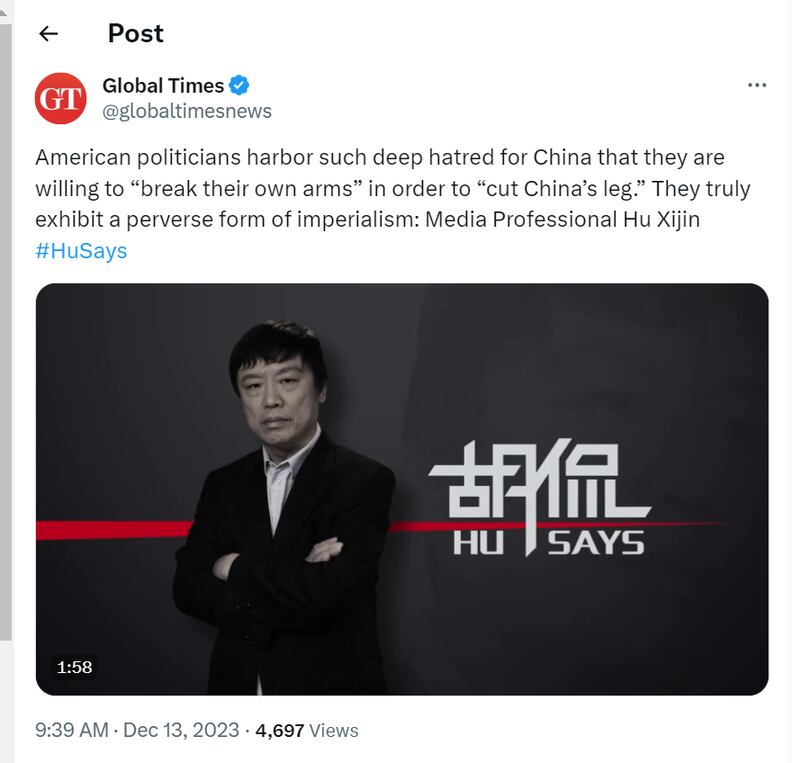 Post
GT
Global Times
@globaltimesnews
American politicians harbor such deep hatred for China that they are
willing to “break their own arms” in order to “cut China’s leg.” They truly
exhibit a perverse form of imperialism: Media Professional Hu Xijin
#HuSays
胡侃
HU SAYS
1:58
9:39 AM · Dec 13, 2023 · 4,697 Views